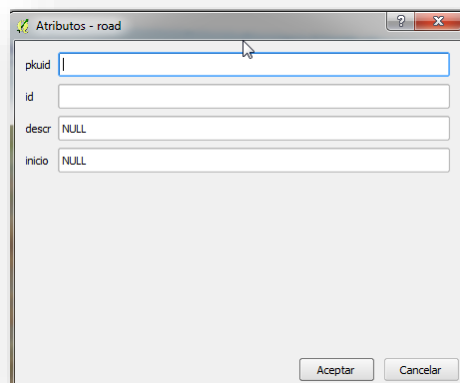 Atributos - road
pkuid
id
descr NULL
inicio NULL
Aceptar Cancelar